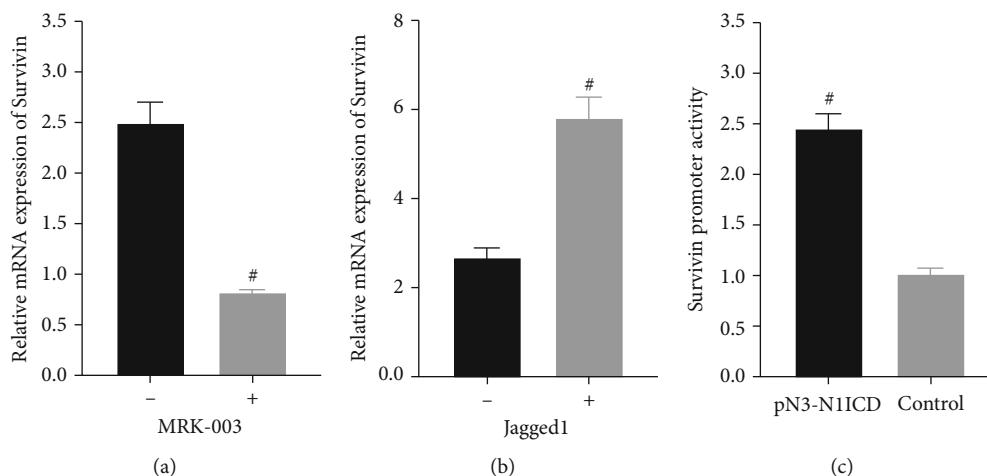 Relative mRNA expression of Survivin
3.5
3.0
2.5
2.0
1.5
1.0
0.5
0.0
#
− +
MRK-003
(a)
Relative mRNA expression of Survivin
8
6
4
2
0.0
#
− +
Jagged1
(b)
Survivin promoter activity
3.5
3.0
2.5
2.0
1.5
1.0
0.5
0.0
#
pN3-N1ICD Control
(c)